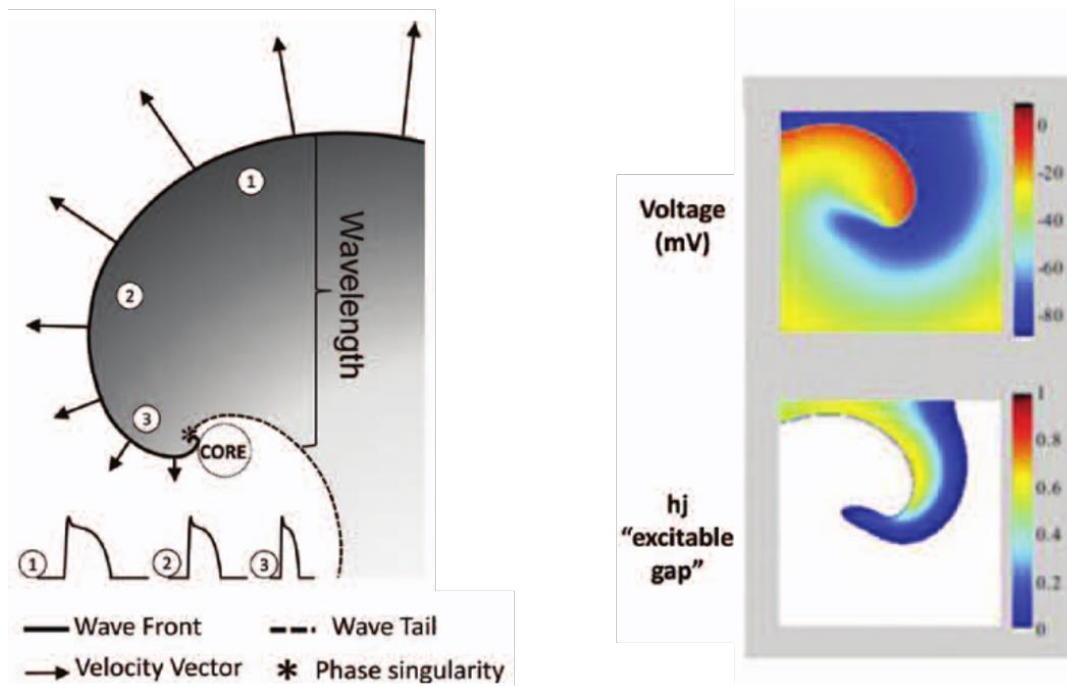 1
2
3
Wavelength
CORE
1
2
3
Wave Front
Wave Tail
Velocity Vector
* Phase singularity
Voltage
(mV)
0
-20
-40
-60
-80
hj
“excitable
gap”
1
0.8
0.6
0.4
0.2
0